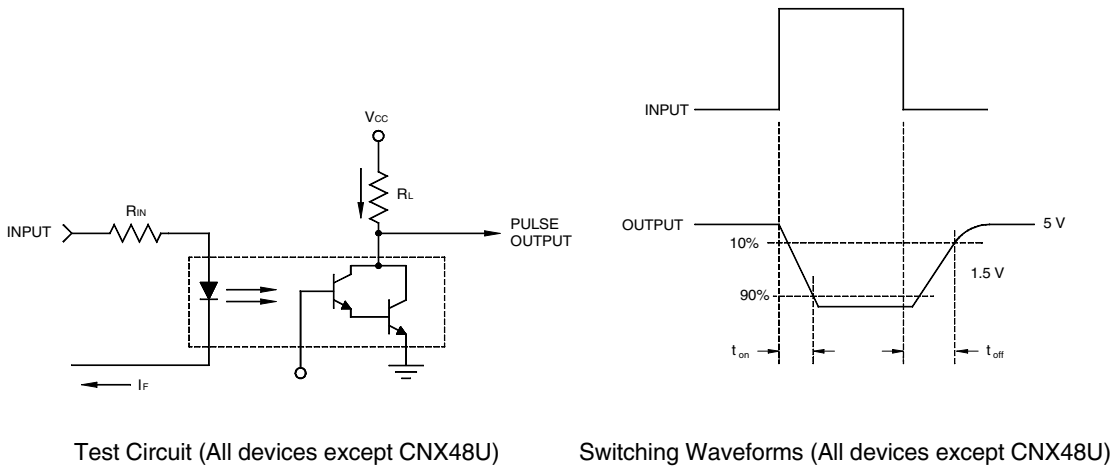 VCC
RL
RIN
INPUT
PULSE
OUTPUT
IF
Test Circuit (All devices except CNX48U)
INPUT
OUTPUT
5 V
10%
1.5 V
90%
ton
toff
Switching Waveforms (All devices except CNX48U)